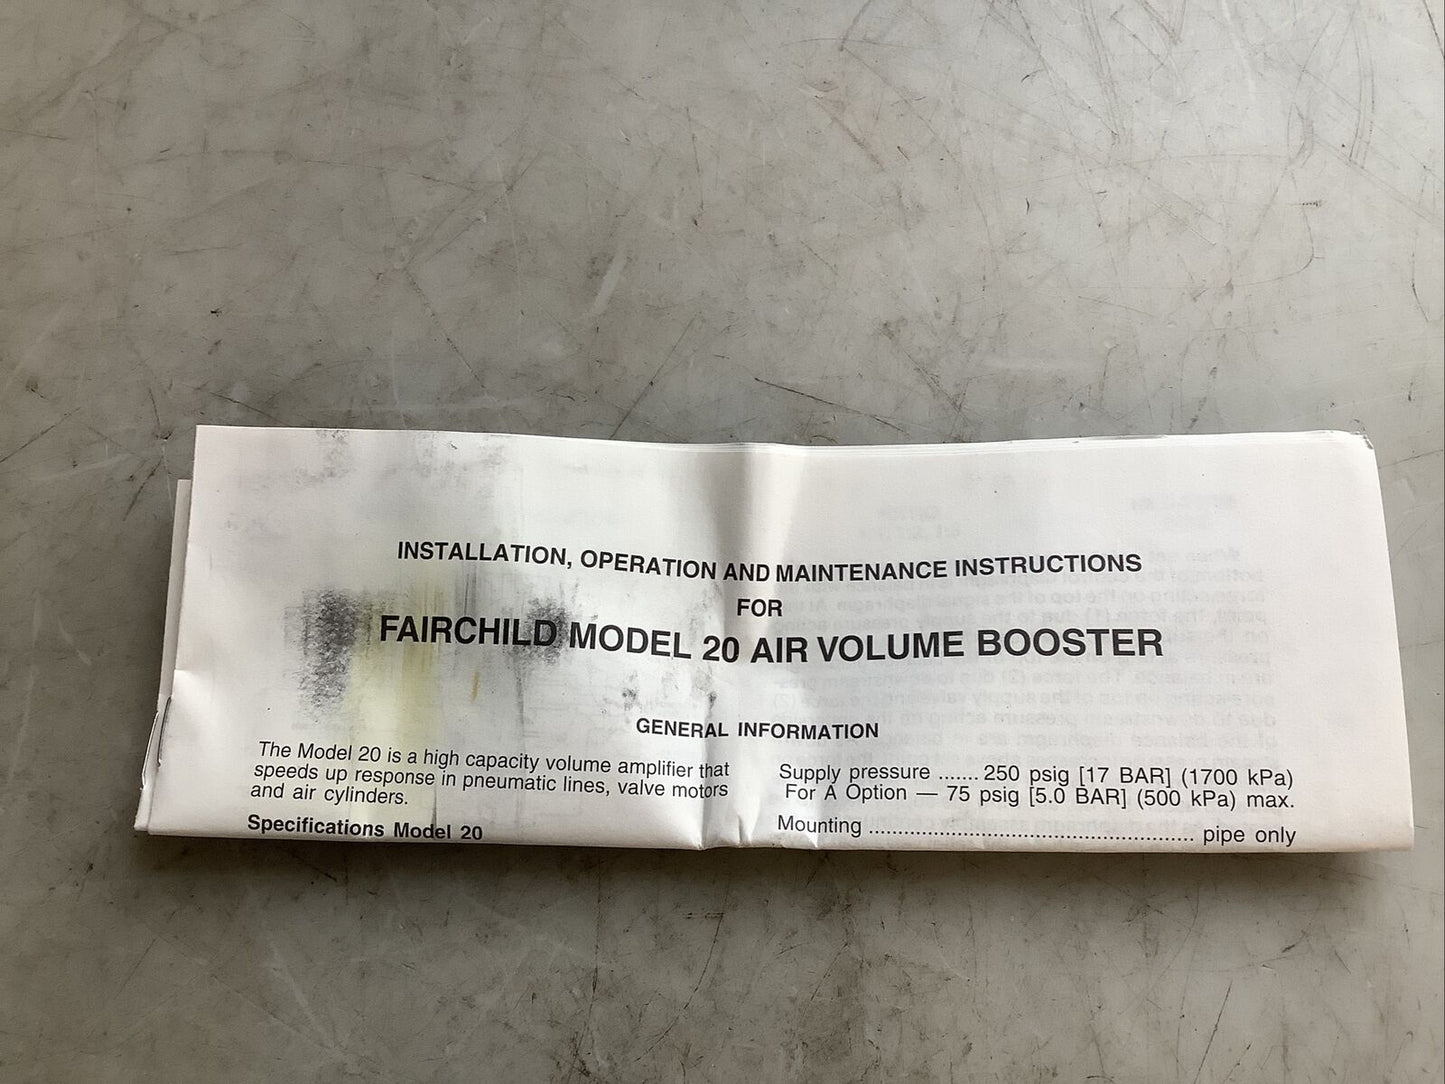 INSTALLATION, OPERATION AND MAINTENANCE INSTRUCTIONS
FOR
FAIRCHILD MODEL 20 AIR VOLUME BOOSTER
GENERAL INFORMATION
The Model 20 is a high capacity volume amplifier that
speeds up response in pneumatic lines, valve motors
and air cylinders.
Specifications Model 20
Supply pressure ....... 250 psig [17 BAR] (1700 kPa)
For A Option — 75 psig [5.0 BAR] (500 kPa) max.
Mounting ...................................................... pipe only